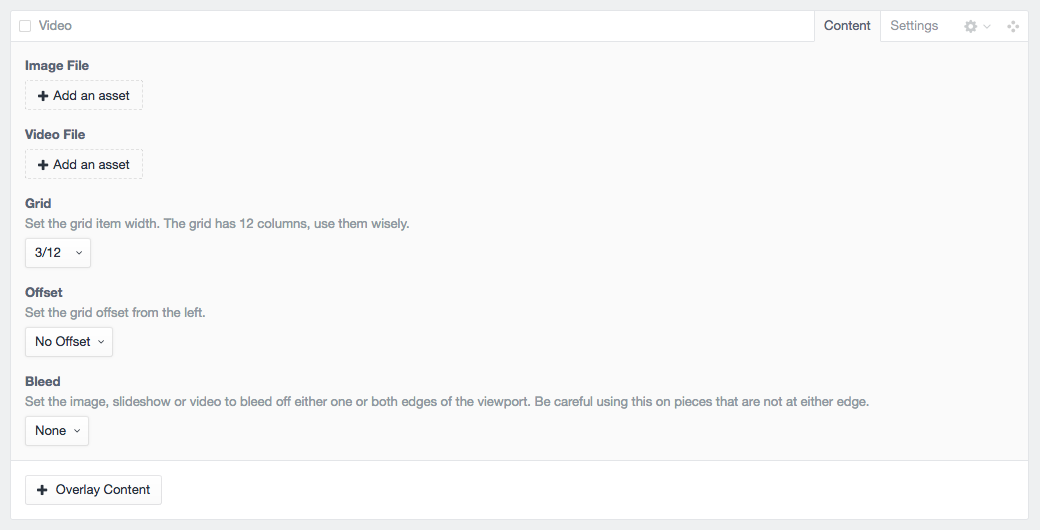 Video Content Settings
Image File
Add an asset
Video File
Add an asset
Grid
Set the grid item width. The grid has 12 columns, use them wisely.
3/12
Offset
Set the grid offset from the left.
No Offset
Bleed
Set the image, slideshow or video to bleed off either one or both edges of the viewport. Be careful using this on pieces that are not at either edge.
None
Overlay Content